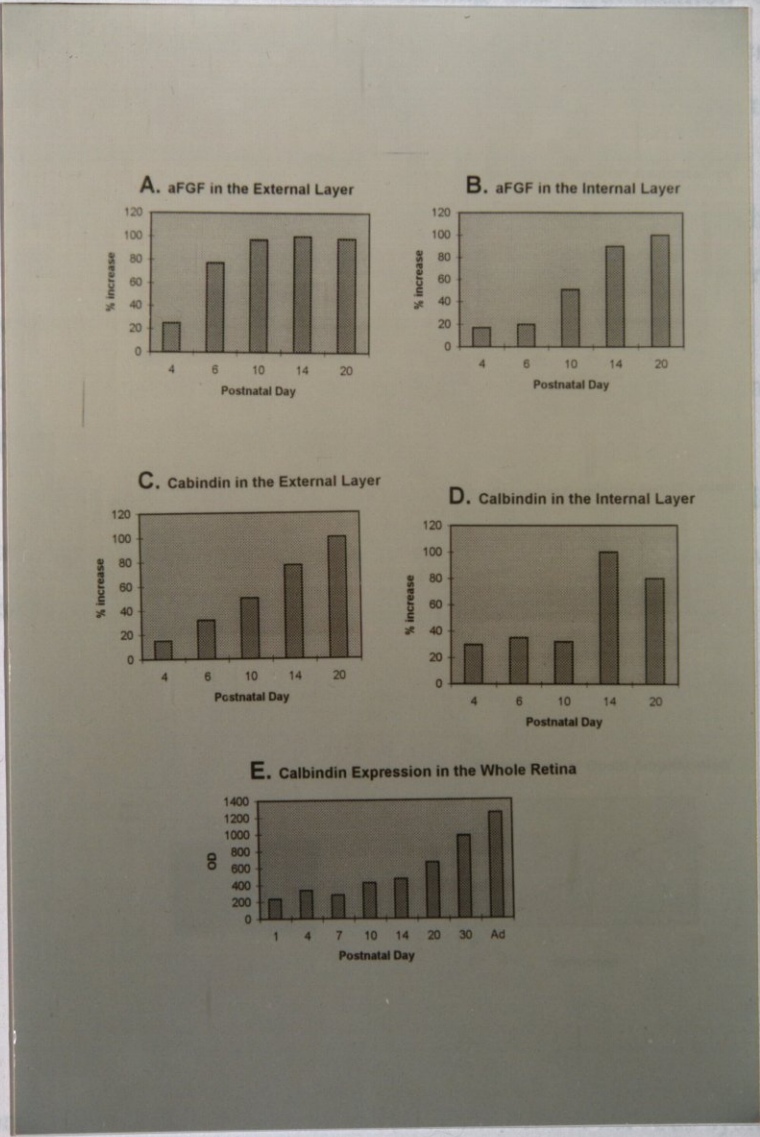 A. aFGF in the External Layer
120
100
80
60
40
20
0
% increase
4 6 10 14 20
Postnatal Day
B. aFGF in the Internal Layer
120
100
80
60
40
20
0
% increase
4 6 10 14 20
Postnatal Day
C. Cabindin in the External Layer
120
100
80
60
40
20
0
% increase
4 6 10 14 20
Postnatal Day
D. Calbindin in the Internal Layer
120
100
80
60
40
20
0
% increase
4 6 10 14 20
Postnatal Day
E. Calbindin Expression in the Whole Retina
1400
1200
1000
800
600
400
200
0
OD
1 4 7 10 14 20 30 Ad
Postnatal Day